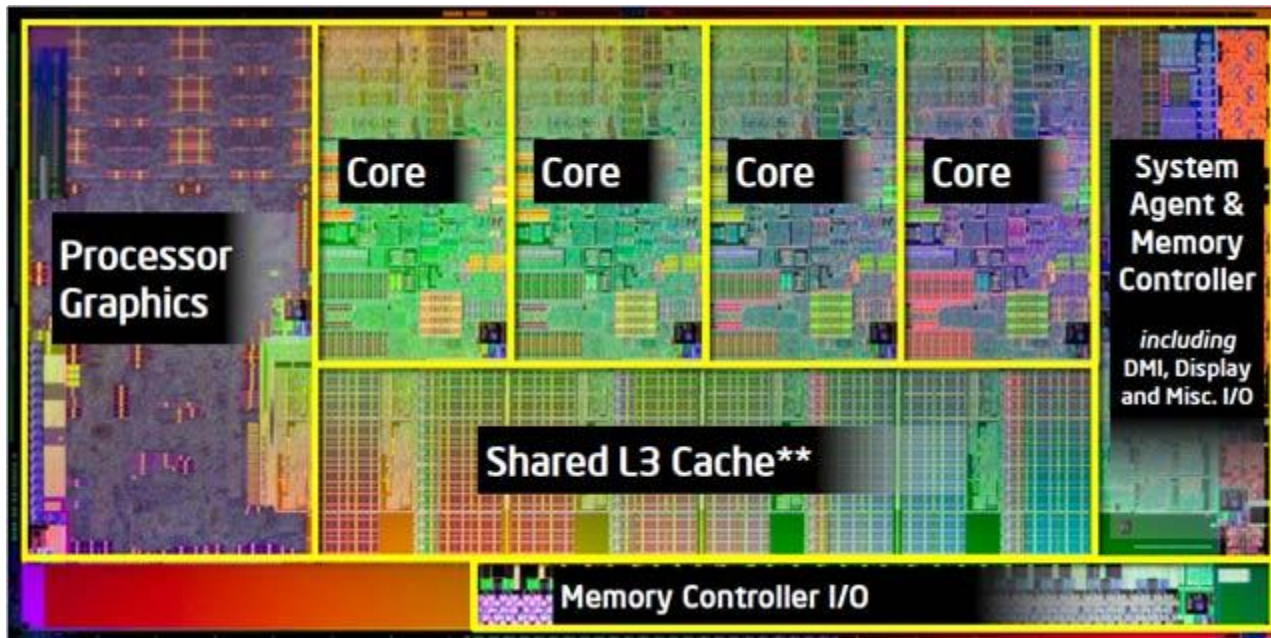 Processor
Graphics
Core
Core
Core
Core
System
Agent &
Memory
Controller
including
DMI, Display
and Misc. I/O
Shared L3 Cache**
Memory Controller I/O